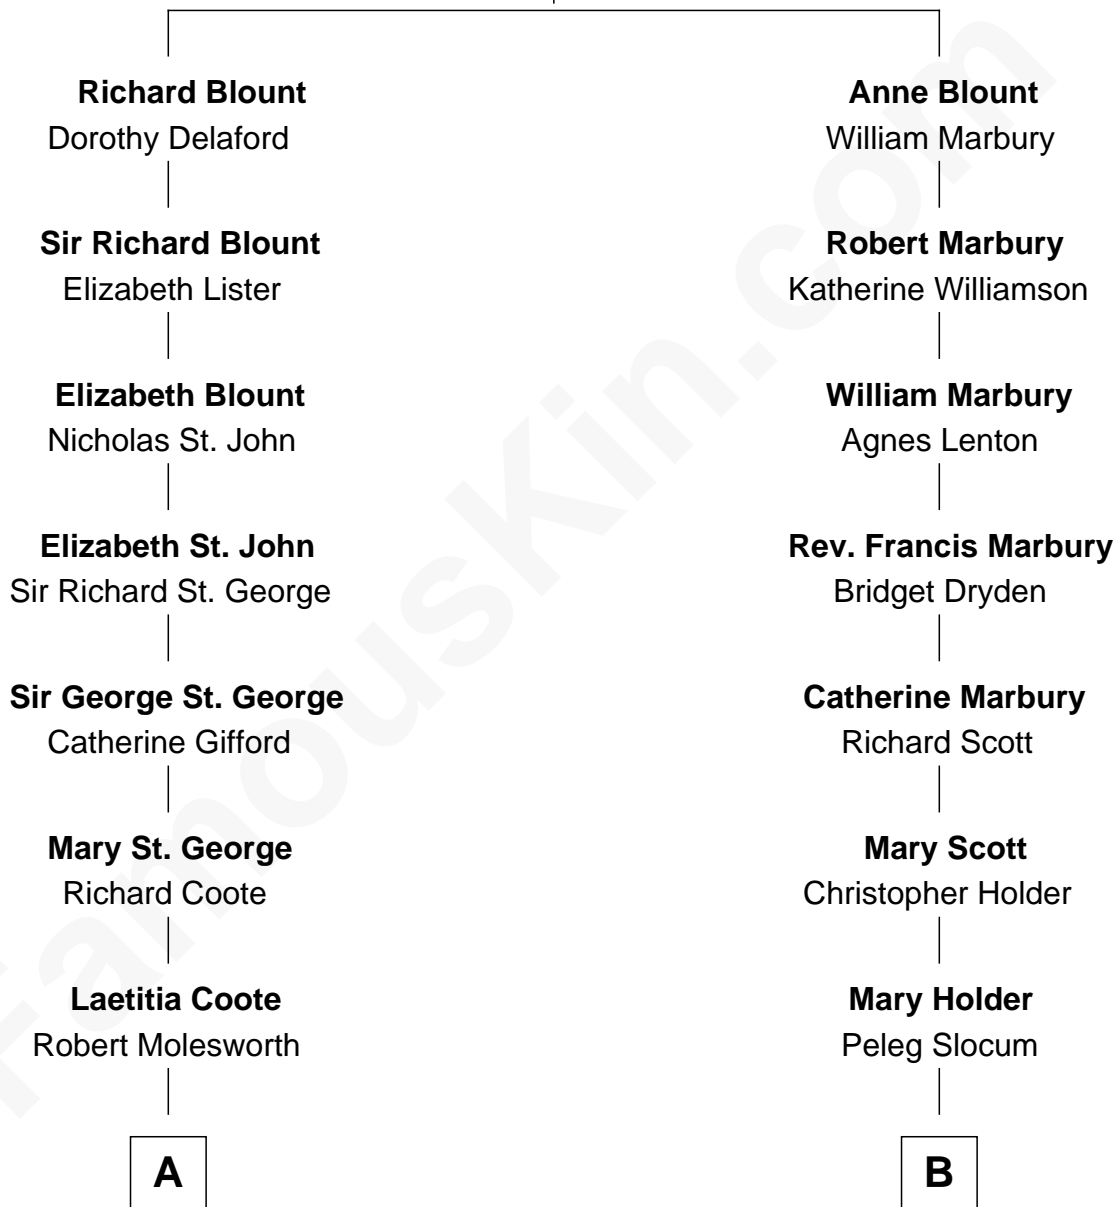 Richard Blount
Dorothy Delaford
Sir Richard Blount
Elizabeth Lister
Elizabeth Blount
Nicholas St. John
Elizabeth St. John
Sir Richard St. George
Sir George St. George
Catherine Gifford
Mary St. George
Richard Coote
Laetitia Coote
Robert Molesworth
A
Anne Blount
William Marbury
Robert Marbury
Katherine Williamson
William Marbury
Agnes Lenton
Rev. Francis Marbury
Bridget Dryden
Catherine Marbury
Richard Scott
Mary Scott
Christopher Holder
Mary Holder
Peleg Slocum
B
FamousKin.com